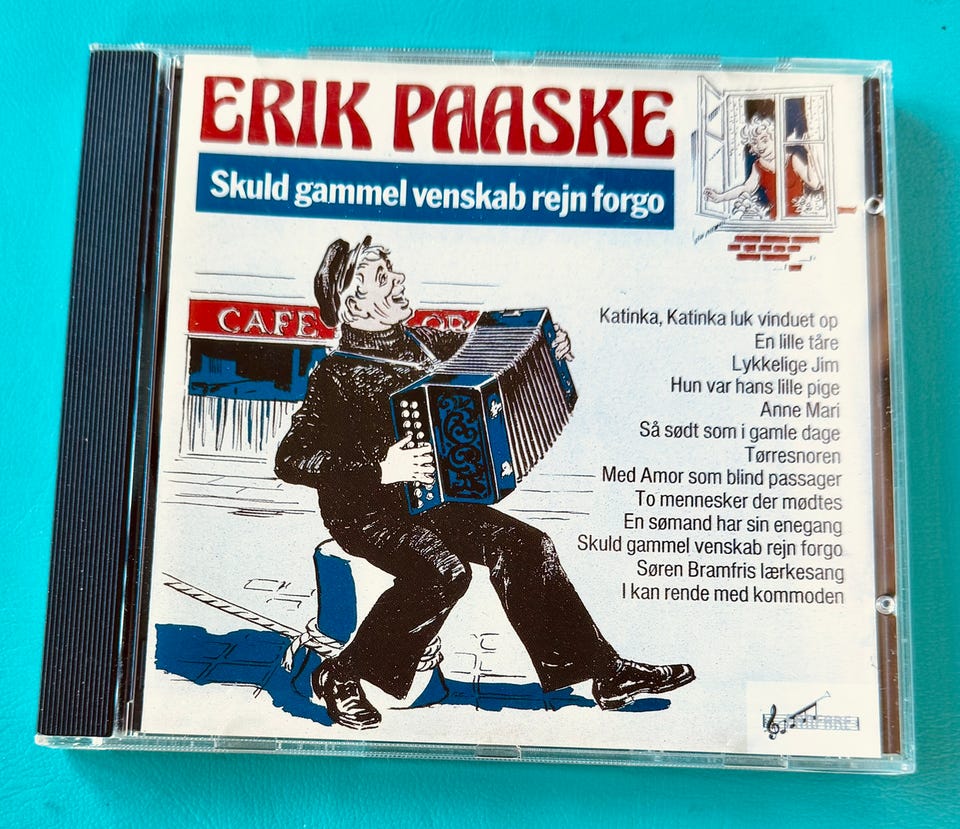 ERIK PAASKE
Skuld gammel venskab rejn forgo
CAFE
OR
Katinka, Katinka luk vinduet op
En lille tåre
Lykkelige Jim
Hun var hans lille pige
Anne Mari
Så sødt som i gamle dage
Tørresnoren
Med Amor som blind passager
To mennesker der mødtes
En sømand har sin enegang
Skuld gammel venskab rejn forgo
Søren Bramfris lærkesang
I kan rende med kommoden